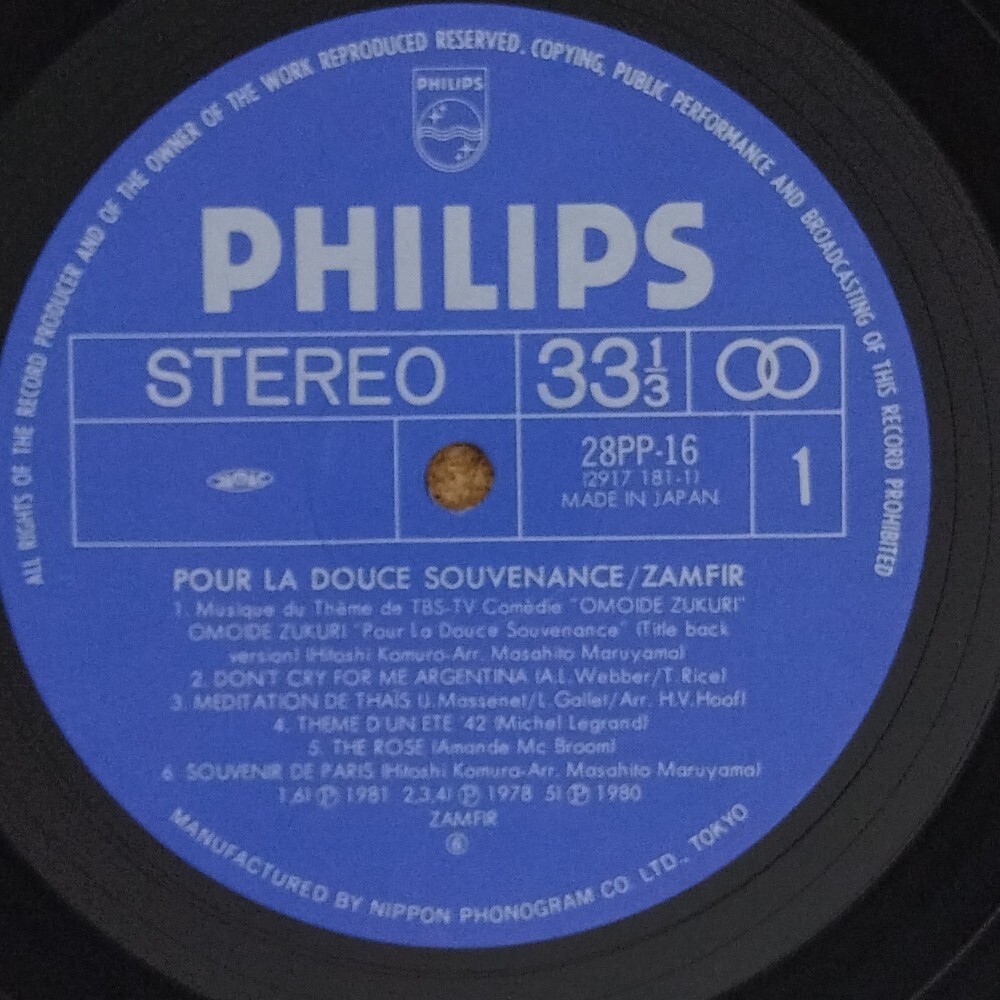 ALL RIGHTS OF THE RECORD PRODUCER AND OF THE OWNER OF THE WORK REPRODUCED RESERVED. COPYING, PUBLIC PERFORMANCE AND BROADCASTING OF THIS RECORD PROHIBITED
PHILIPS
PHILIPS
STEREO
33 1/3
28PP-16
(2917 181-1)
MADE IN JAPAN
1
POUR LA DOUCE SOUVENANCE/ZAMFIR
1. Musique du Thème de TBS-TV Comèdie "OMOIDE ZUKURI"
OMOIDE ZUKURI "Pour La Douce Souvenance" (Title back
version) (Hitoshi Komuro-Arr. Masahito Maruyama)
2. DON'T CRY FOR ME ARGENTINA (A.L. Webber/T.Rice)
3. MEDITATION DE THAÏS (J. Massenet/L. Gallet/Arr. H.V.Hoof)
4. THEME D'UN ETE '42 (Michel Legrand)
5. THE ROSE (Amande Mc Broom)
6. SOUVENIR DE PARIS (Hitoshi Komuro-Arr. Masahito Maruyama)
1,6) Ⓟ 1981 2,3,4) Ⓟ 1978 5) Ⓟ 1980
ZAMFIR
MANUFACTURED BY NIPPON PHONOGRAM CO. LTD., TOKYO